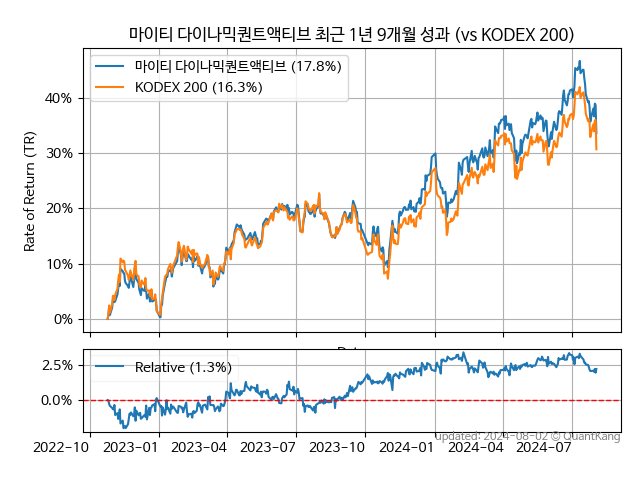 마이티 다이나믹퀀트액티브 최근 1년 9개월 성과 (vs KODEX 200)
마이티 다이나믹퀀트액티브 (17.8%)
KODEX 200 (16.3%)
Rate of Return (TR)
40%
30%
20%
10%
0%
Relative (1.3%)
2.5%
0.0%
updated: 2024-08-02 © QuantKang
2022-10 2023-01 2023-04 2023-07 2023-10 2024-01 2024-04 2024-07